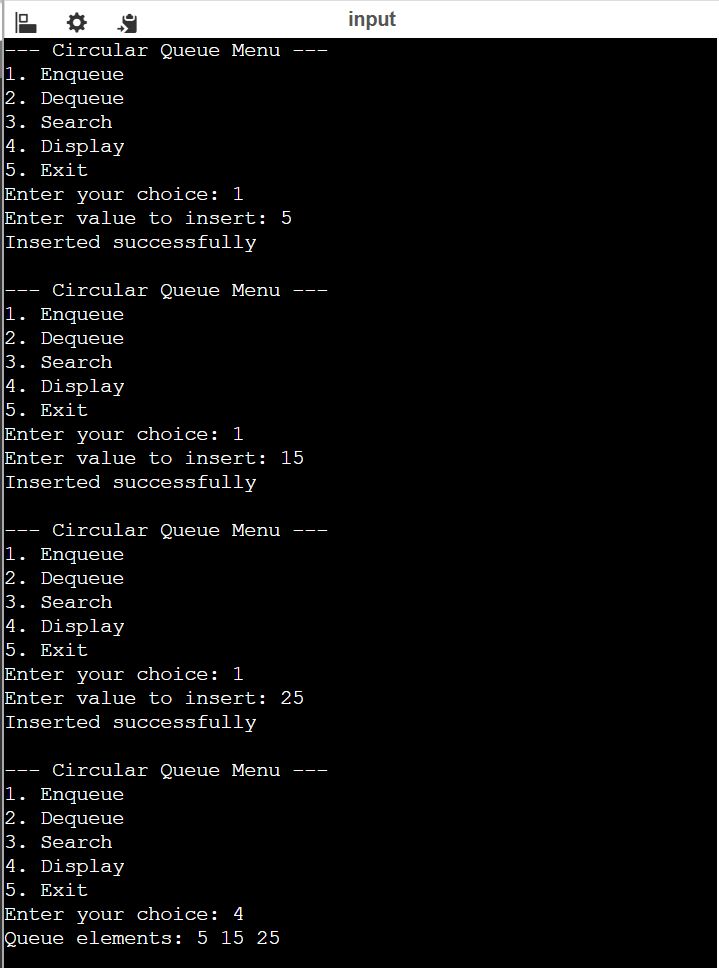 input
--- Circular Queue Menu ---
1. Enqueue
2. Dequeue
3. Search
4. Display
5. Exit
Enter your choice: 1
Enter value to insert: 5
Inserted successfully

--- Circular Queue Menu ---
1. Enqueue
2. Dequeue
3. Search
4. Display
5. Exit
Enter your choice: 1
Enter value to insert: 15
Inserted successfully

--- Circular Queue Menu ---
1. Enqueue
2. Dequeue
3. Search
4. Display
5. Exit
Enter your choice: 1
Enter value to insert: 25
Inserted successfully

--- Circular Queue Menu ---
1. Enqueue
2. Dequeue
3. Search
4. Display
5. Exit
Enter your choice: 4
Queue elements: 5 15 25